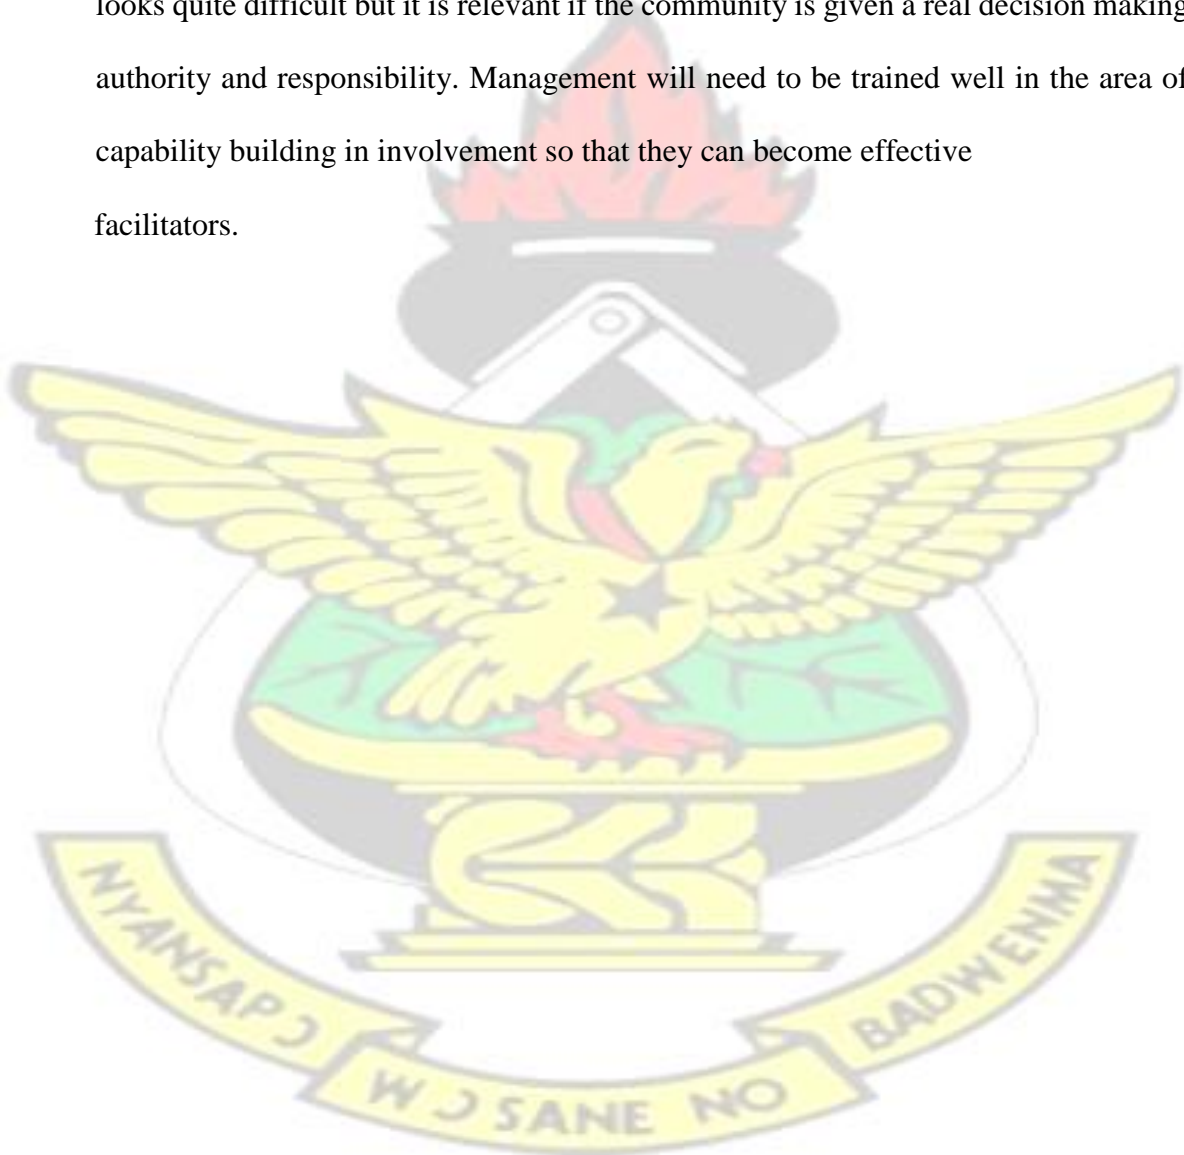 looks quite difficult but it is relevant if the community is given a real decision making
authority and responsibility. Management will need to be trained well in the area of
capability building in involvement so that they can become effective
facilitators.
NYANSAPƆ
WƆ SANE NO
BADWENMA